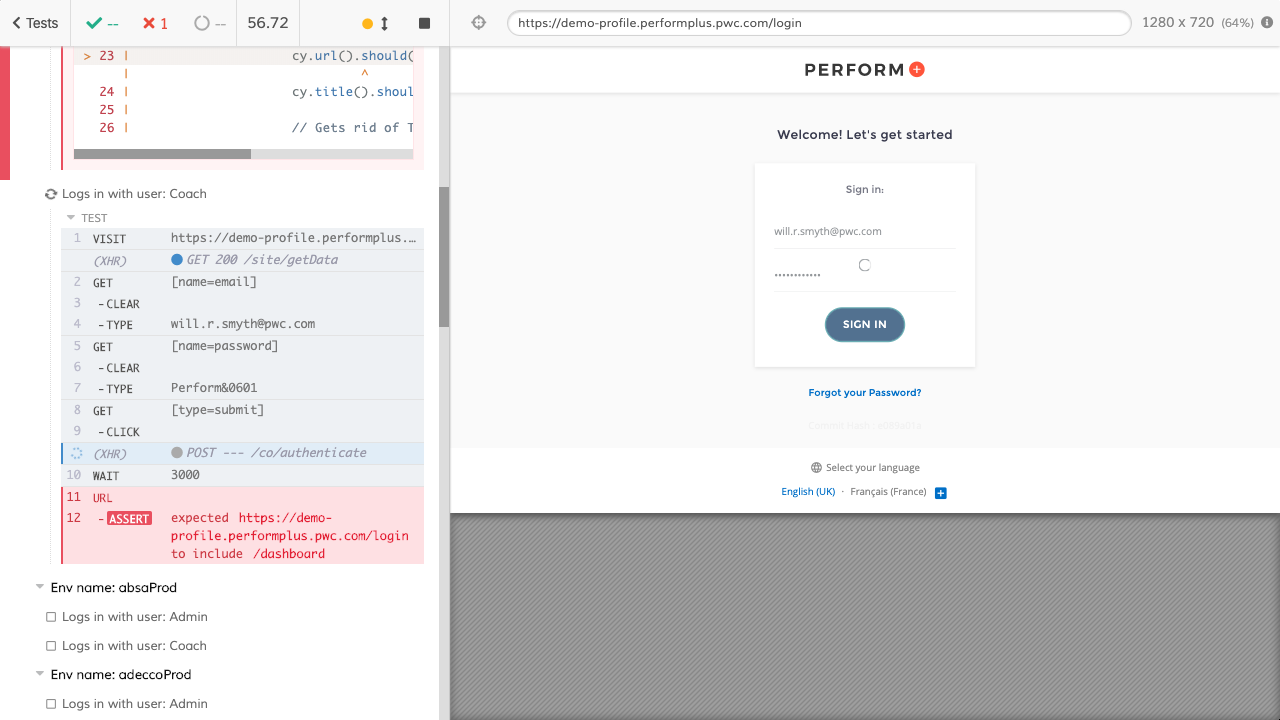 Tests
--
1
--
56.72
https://demo-profile.performplus.pwc.com/login
1280 x 720 (64%)
> 23 | cy.url().should(
| ^
24 | cy.title().shoul
25 |
26 | // Gets rid of T
Logs in with user: Coach
TEST
1 VISIT https://demo-profile.performplus.…
(XHR) GET 200 /site/getData
2 GET [name=email]
3 -CLEAR
4 -TYPE will.r.smyth@pwc.com
5 GET [name=password]
6 -CLEAR
7 -TYPE Perform&0601
8 GET [type=submit]
9 -CLICK
(XHR) POST --- /co/authenticate
10 WAIT 3000
11 URL
12 -ASSERT expected https://demo-
profile.performplus.pwc.com/login
to include /dashboard
Env name: absaProd
Logs in with user: Admin
Logs in with user: Coach
Env name: adeccoProd
Logs in with user: Admin
PERFORM+
Welcome! Let's get started
Sign in:
will.r.smyth@pwc.com
••••••••••••
SIGN IN
Forgot your Password?
Select your language
English (UK) · Français (France) +